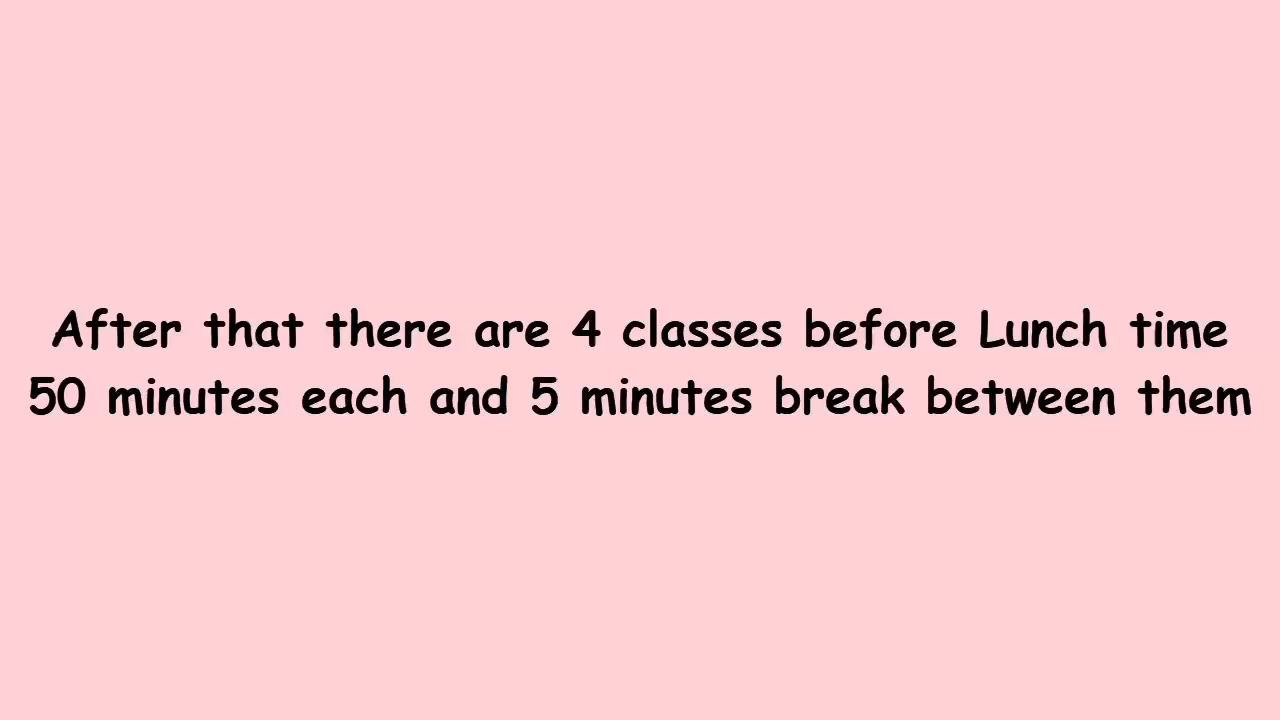 After that there are 4 classes before Lunch time
50 minutes each and 5 minutes break between them